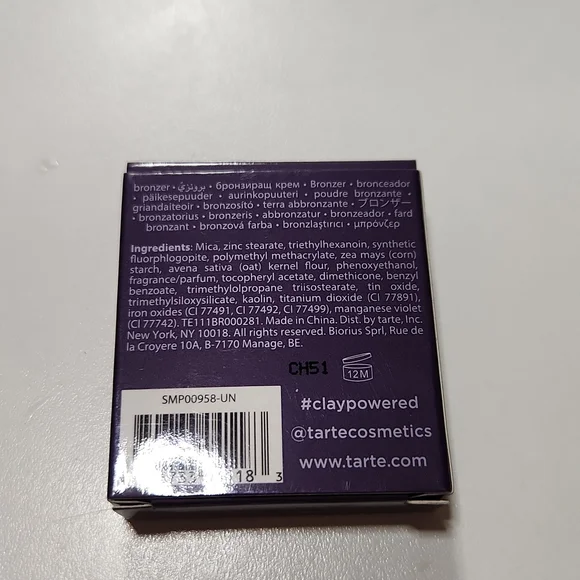 bronzer • برونزي • бронзиращ крем • Bronzer • bronceador
• päikesepuuder • aurinkopuuteri • poudre bronzante •
griandaiteoir • bronzosító • terra abbronzante • ブロンザー
• bronzatorius • bronzeris • abbronzatur • bronzeador • fard
bronzant • bronzová farba • bronzlaştırıcı • μπρόνζερ
Ingredients: Mica, zinc stearate, triethylhexanoin, synthetic
fluorphlogopite, polymethyl methacrylate, zea mays (corn)
starch, avena sativa (oat) kernel flour, phenoxyethanol,
fragrance/parfum, tocopheryl acetate, dimethicone, benzyl
benzoate, trimethylolpropane triisostearate, tin oxide,
trimethylsiloxysilicate, kaolin, titanium dioxide (CI 77891),
iron oxides (CI 77491, CI 77492, CI 77499), manganese violet
(CI 77742). TE111BR000281. Made in China. Dist. by tarte, Inc.
New York, NY 10018. All rights reserved. Biorius Sprl, Rue de
la Croyere 10A, B-7170 Manage, BE.
CH51
12M
SMP00958-UN
#claypowered
@tartecosmetics
www.tarte.com
18 3